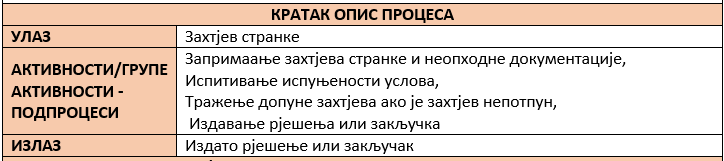 КРАТАК ОПИС ПРОЦЕСА
УЛАЗ
Захтјев странке
АКТИВНОСТИ/ГРУПЕ
АКТИВНОСТИ -
ПОДПРОЦЕСИ
Запримаање захтјева странке и неопходне документације,
Испитивање испуњености услова,
Тражење допуне захтјева ако је захтјев непотпун,
Издавање рјешења или закључка
ИЗЛАЗ
Издато рјешење или закључак